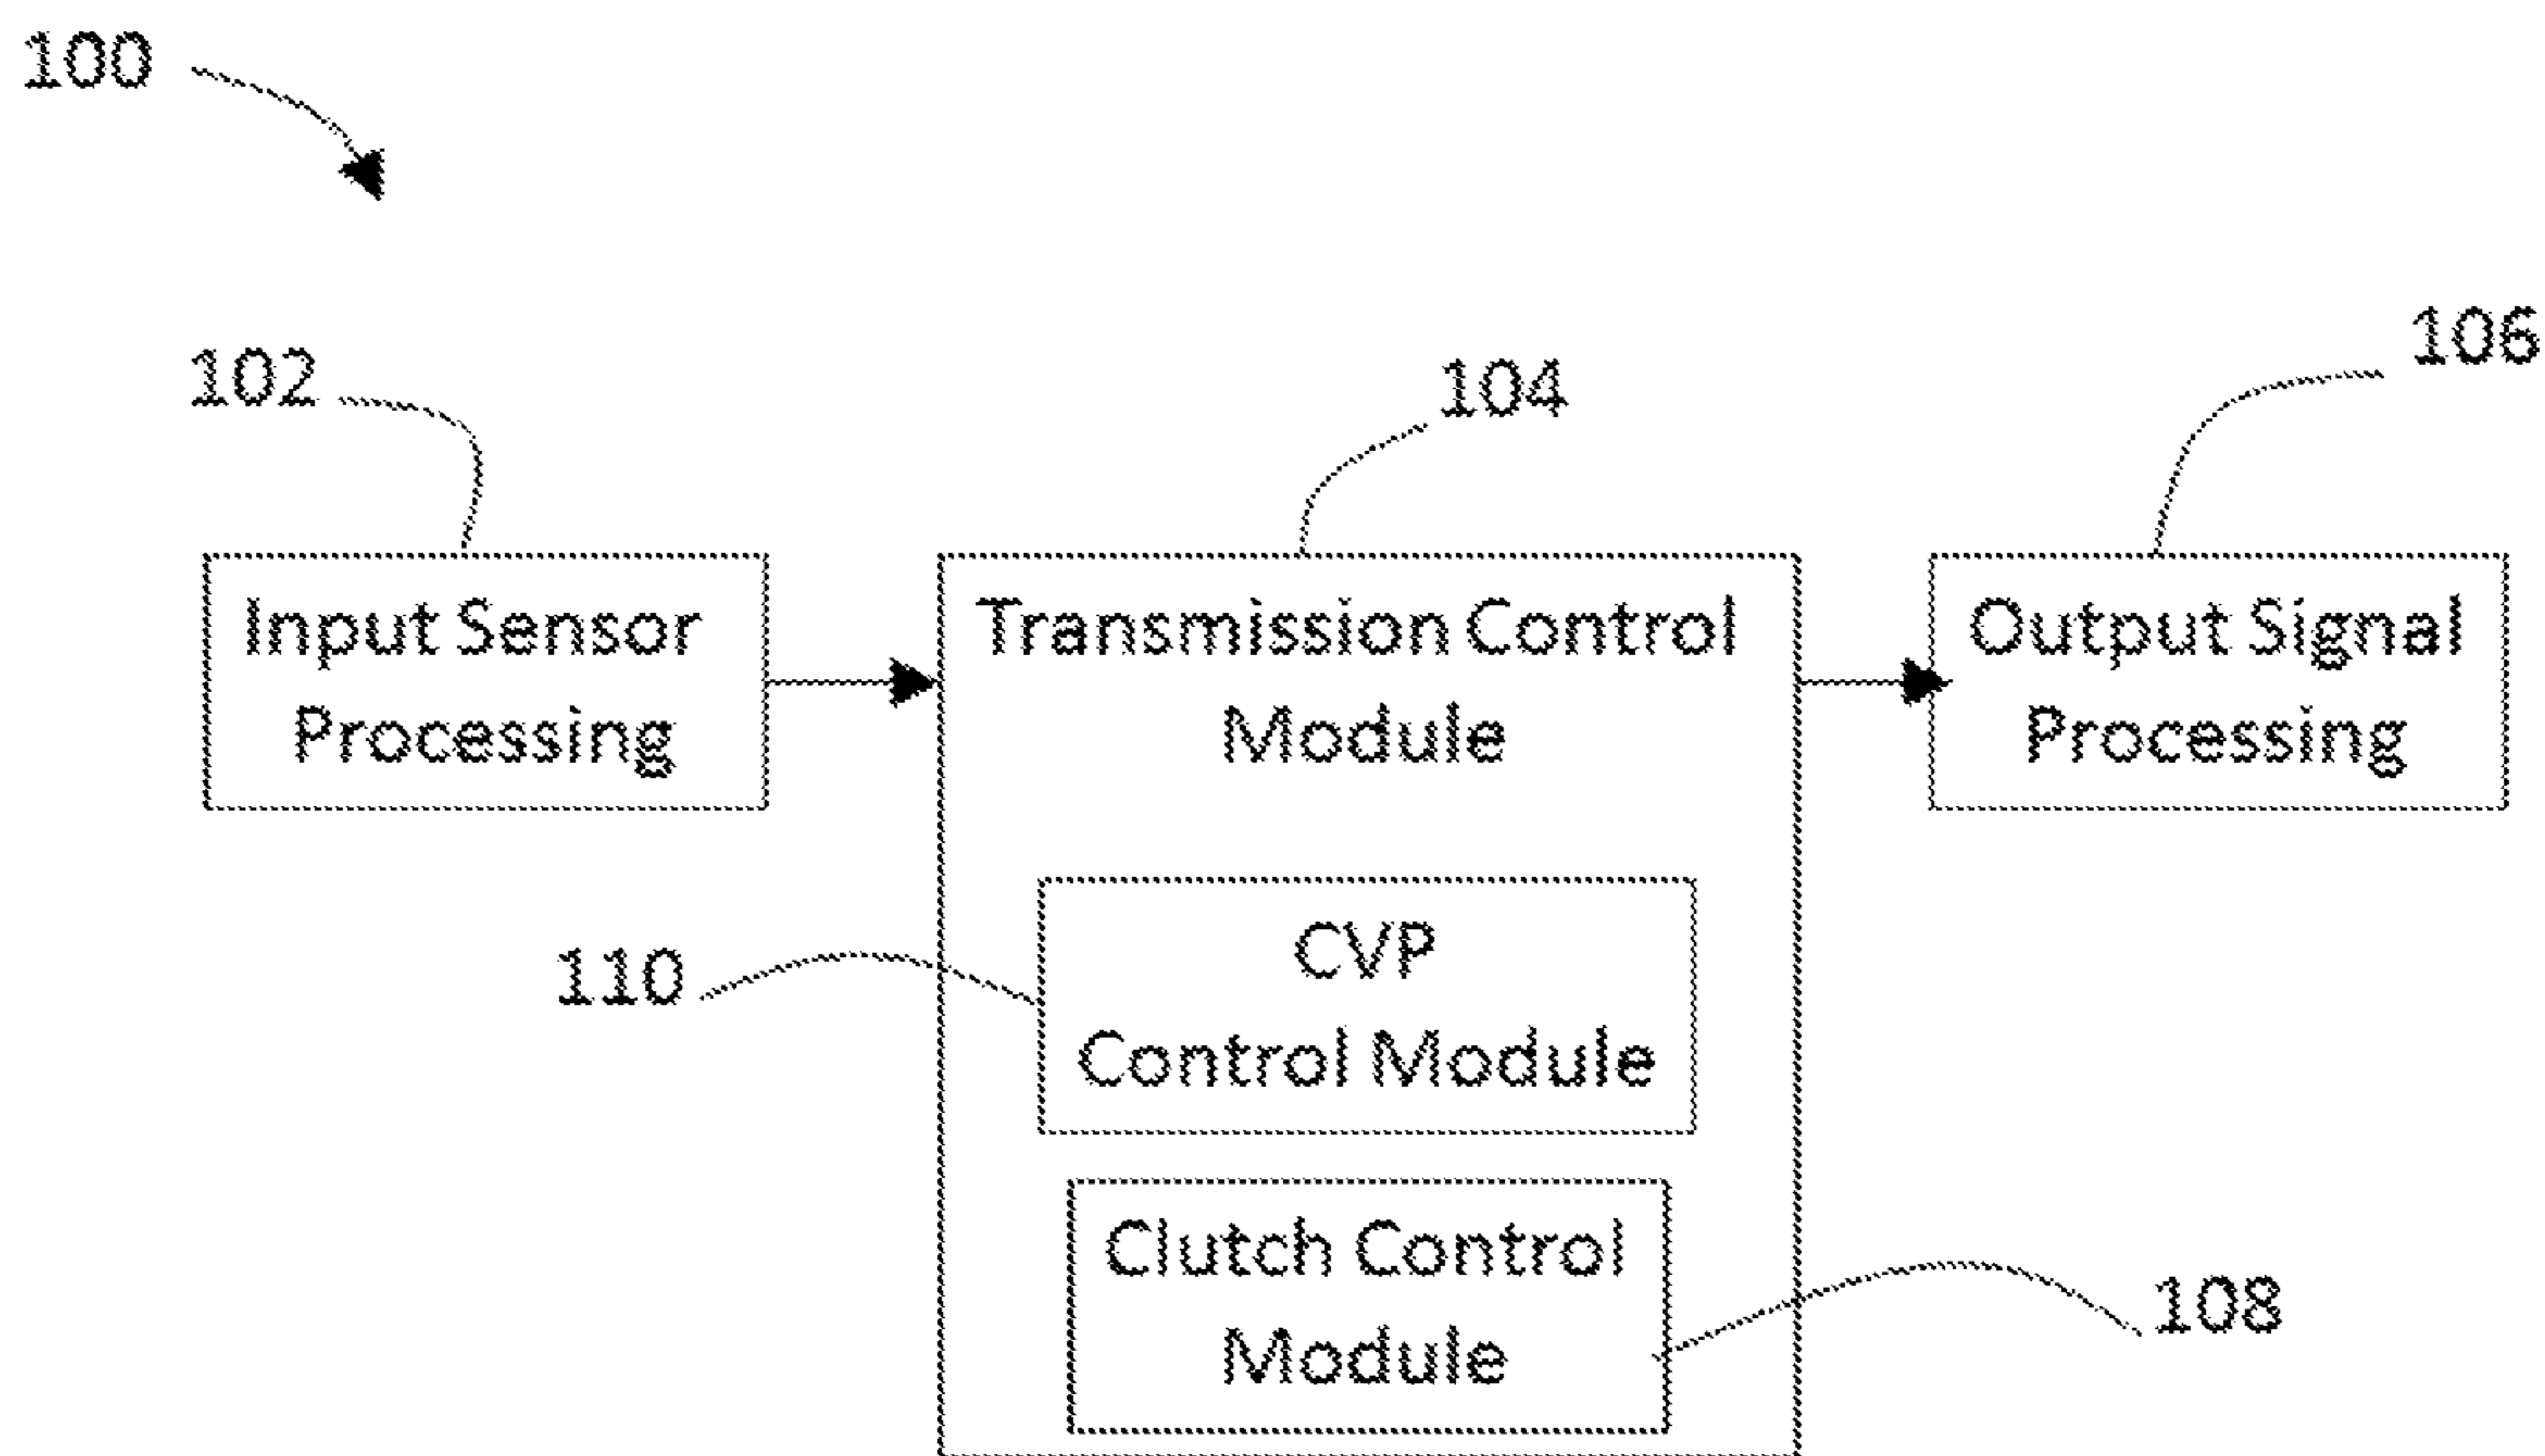 100
102
104
106
Input Sensor
Processing
Transmission Control
Module
Output Signal
Processing
110
CVP
Control Module
Clutch Control
Module
108